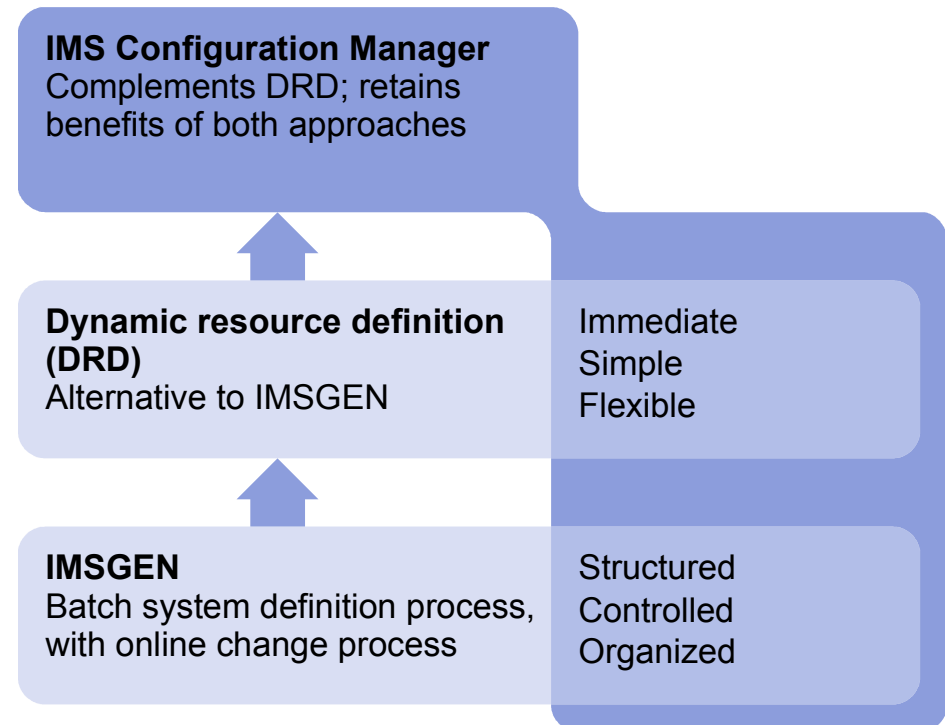 IMS Configuration Manager
Complements DRD; retains
benefits of both approaches
Dynamic resource definition
(DRD)
Alternative to IMSGEN
Immediate
Simple
Flexible
IMSGEN
Batch system definition process,
with online change process
Structured
Controlled
Organized